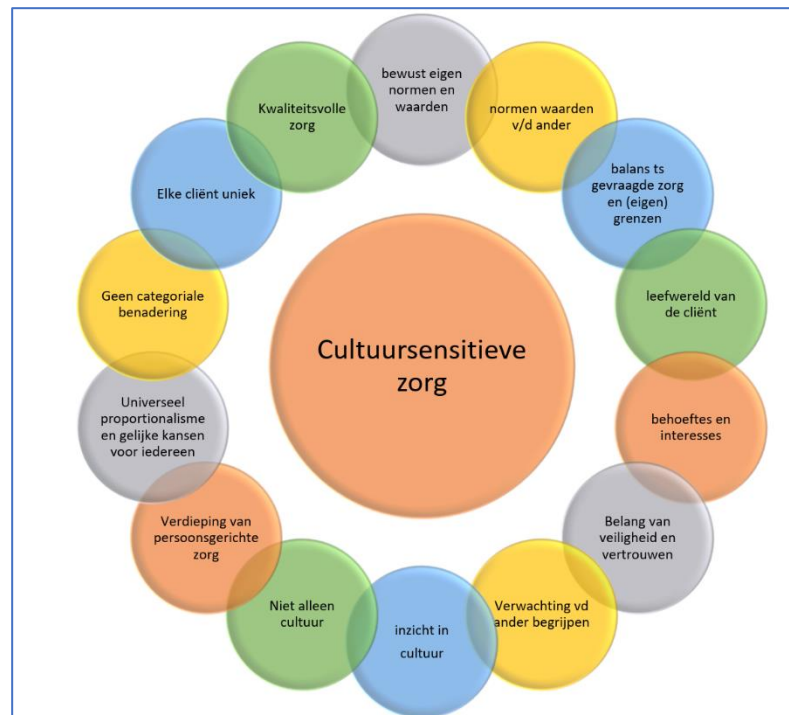 Cultuursensitieve
zorg
bewust eigen
normen en
waarden
normen waarden
v/d ander
balans ts
gevraagde zorg
en (eigen)
grenzen
leefwereld van
de cliënt
behoeftes en
interesses
Belang van
veiligheid en
vertrouwen
Verwachting vd
ander begrijpen
inzicht in
cultuur
Niet alleen
cultuur
Verdieping van
persoonsgerichte
zorg
Universeel
proportionalisme
en gelijke kansen
voor iedereen
Geen categoriale
benadering
Elke cliënt uniek
Kwaliteitsvolle
zorg